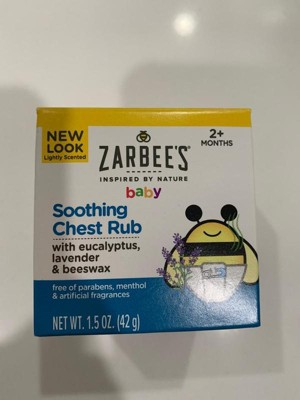 NEW
LOOK
Lightly Scented
ZARBEE'S
INSPIRED BY NATURE
baby
2+
MONTHS
Soothing
Chest Rub
with eucalyptus,
lavender
& beeswax
free of parabens, menthol
& artificial fragrances
NET WT. 1.5 OZ. (42 g)